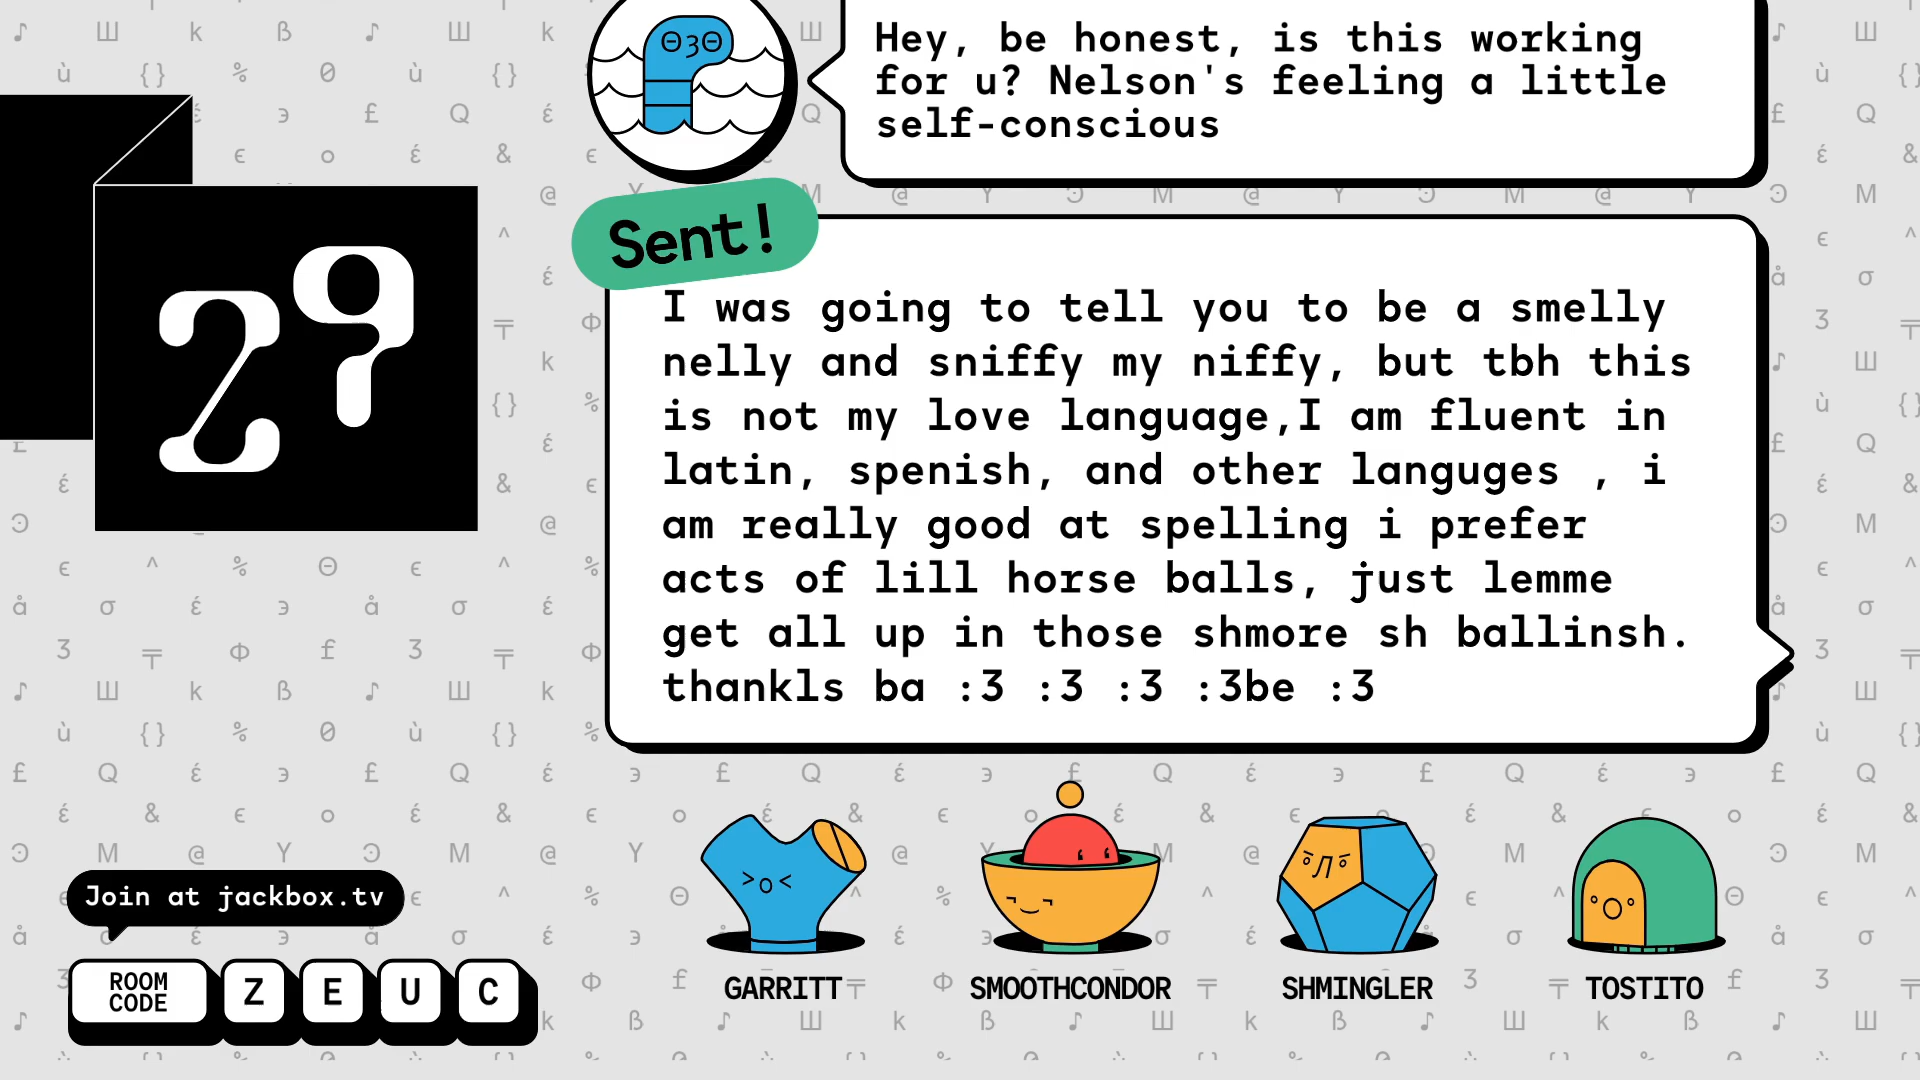 Hey, be honest, is this working
for u? Nelson's feeling a little
self-conscious
Sent!
I was going to tell you to be a smelly
nelly and sniffy my niffy, but tbh this
is not my love language,I am fluent in
latin, spenish, and other languges , i
am really good at spelling i prefer
acts of lill horse balls, just lemme
get all up in those shmore sh ballinsh.
thankls ba :3 :3 :3 :3be :3
Join at jackbox.tv
ROOM
CODE
Z E U C
GARRITT
SMOOTHCONDOR
SHMINGLER
TOSTITO